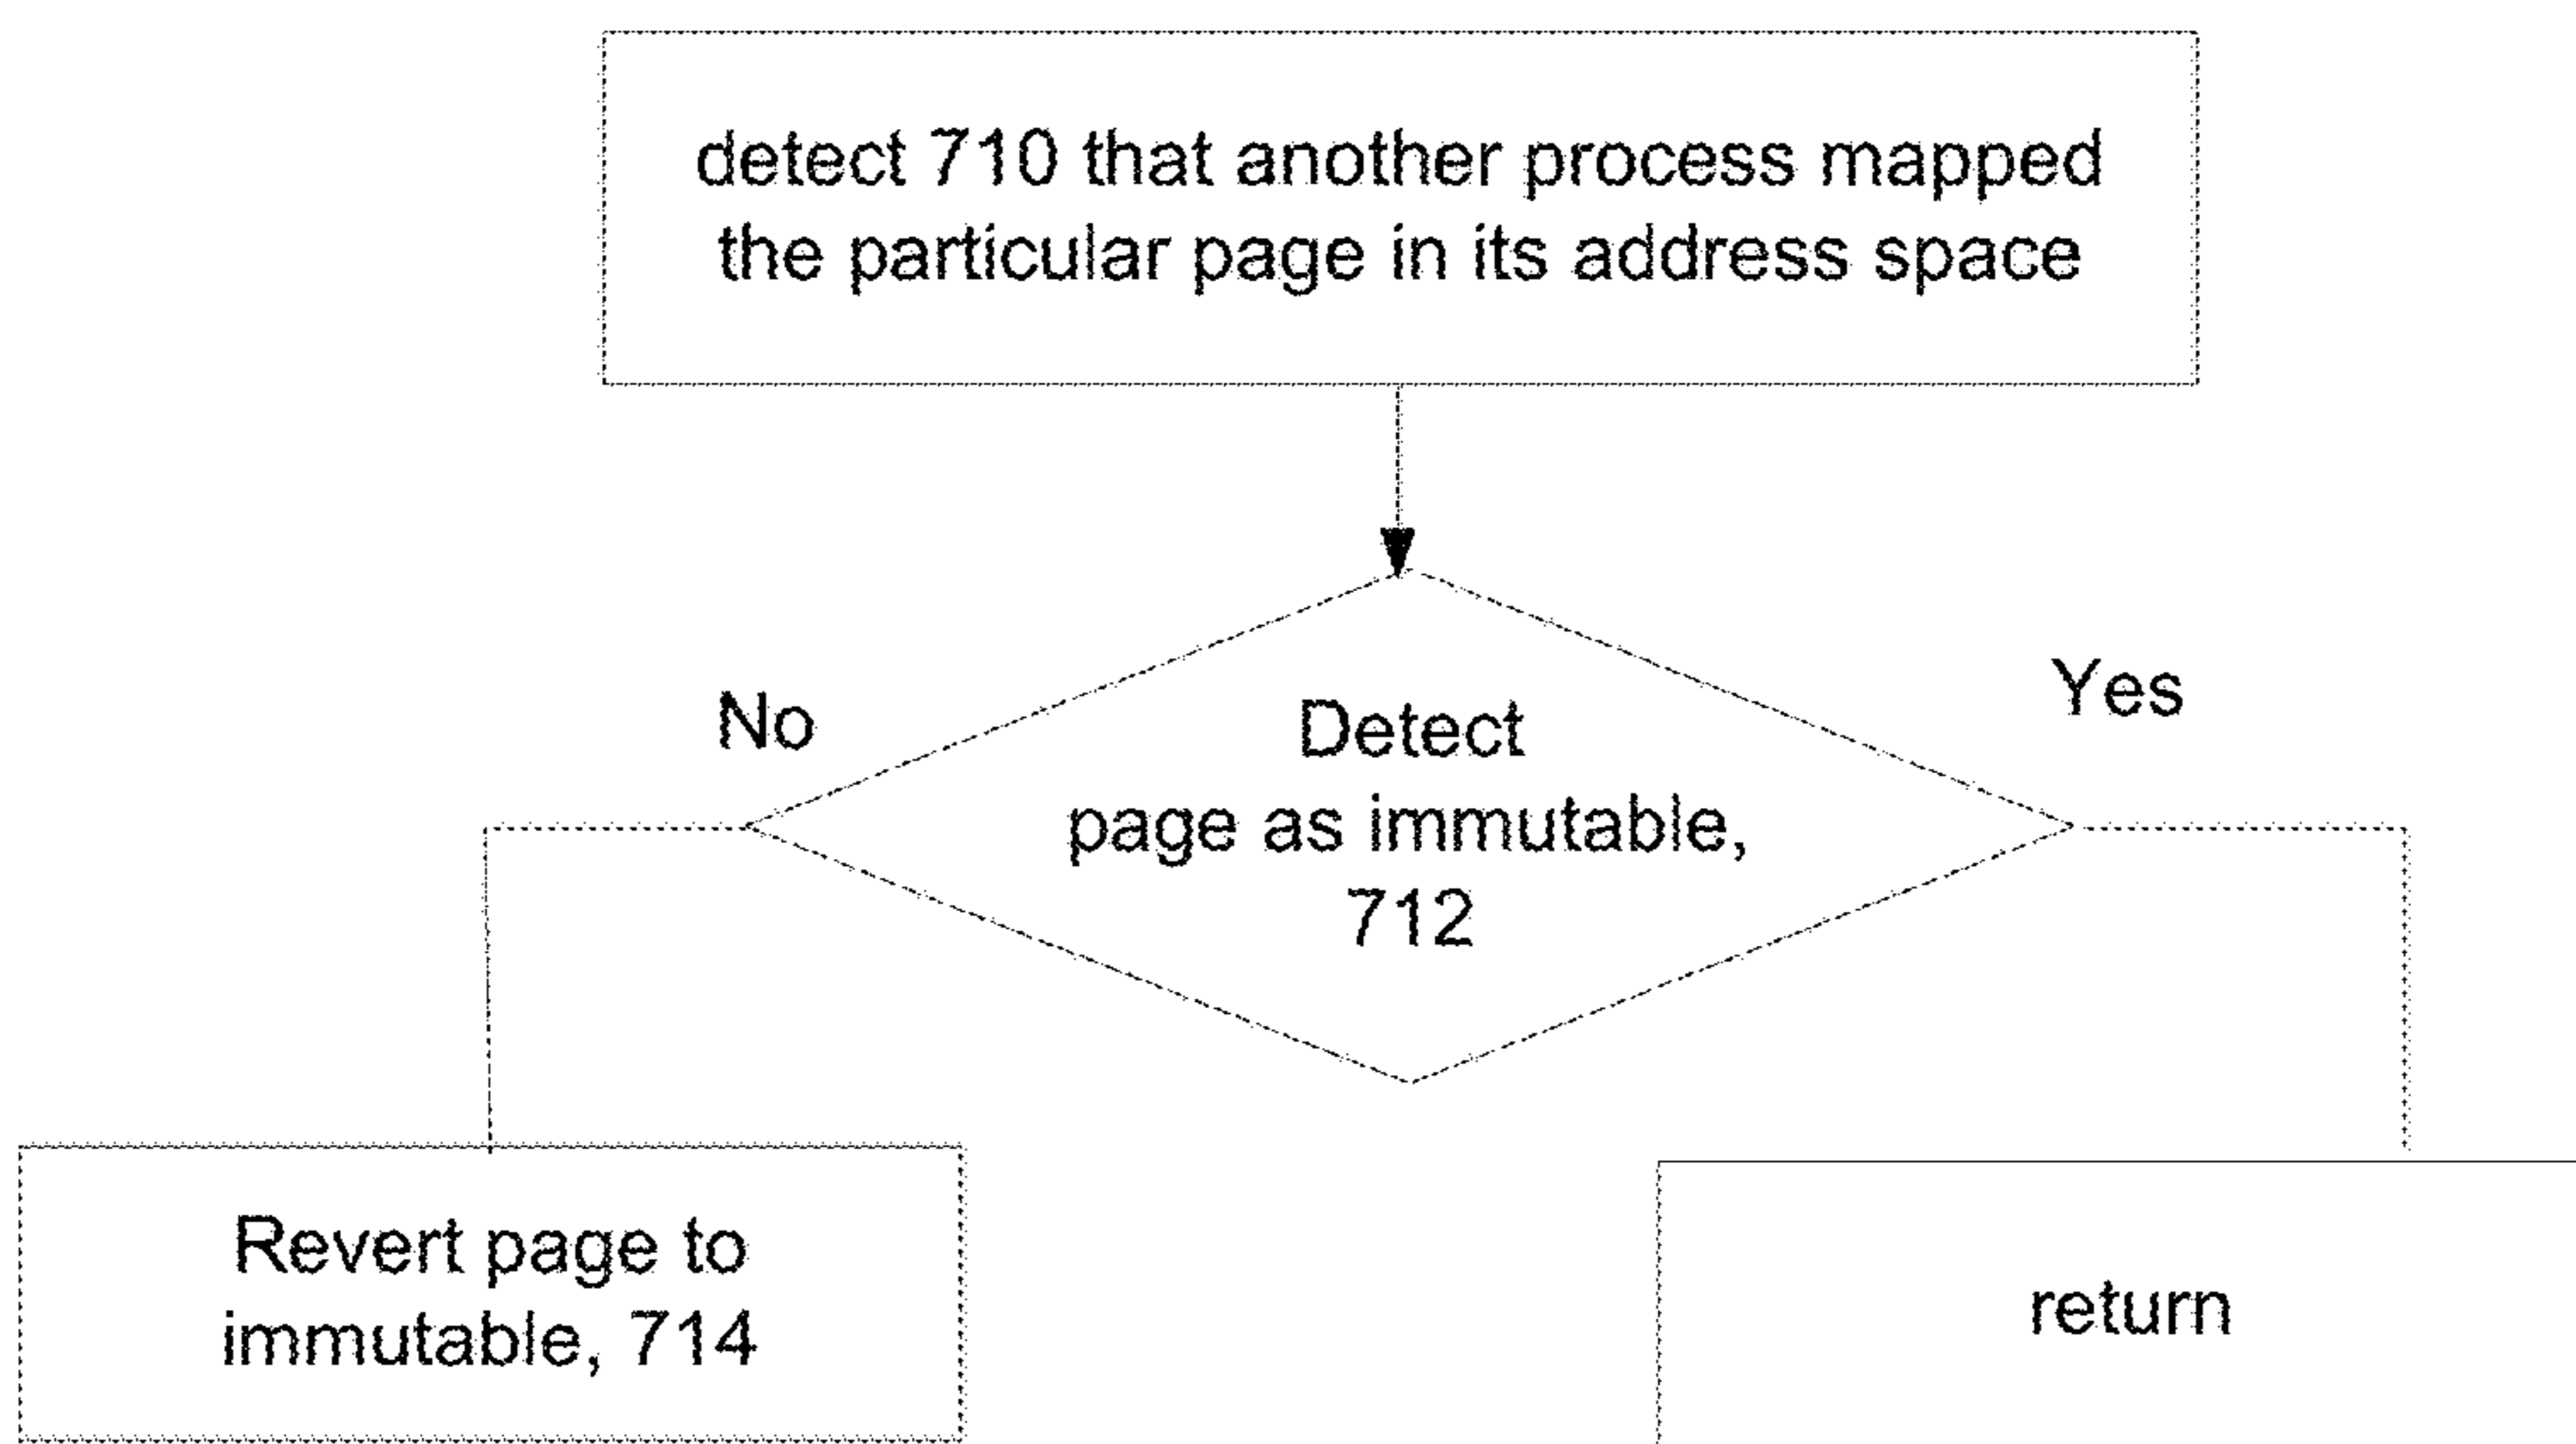 detect 710 that another process mapped
the particular page in its address space
No
Yes
Detect
page as immutable,
712
Revert page to
immutable, 714
return